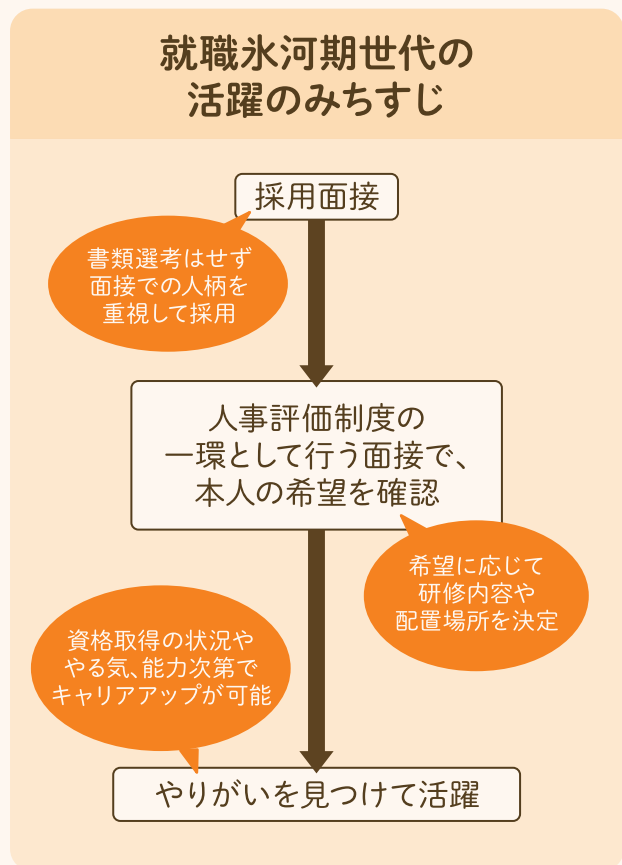 就職氷河期世代の
活躍のみちすじ
採用面接
書類選考はせず
面接での人柄を
重視して採用
人事評価制度の
一環として行う面接で、
本人の希望を確認
希望に応じて
研修内容や
配置場所を決定
資格取得の状況や
やる気、能力次第で
キャリアアップが可能
やりがいを見つけて活躍